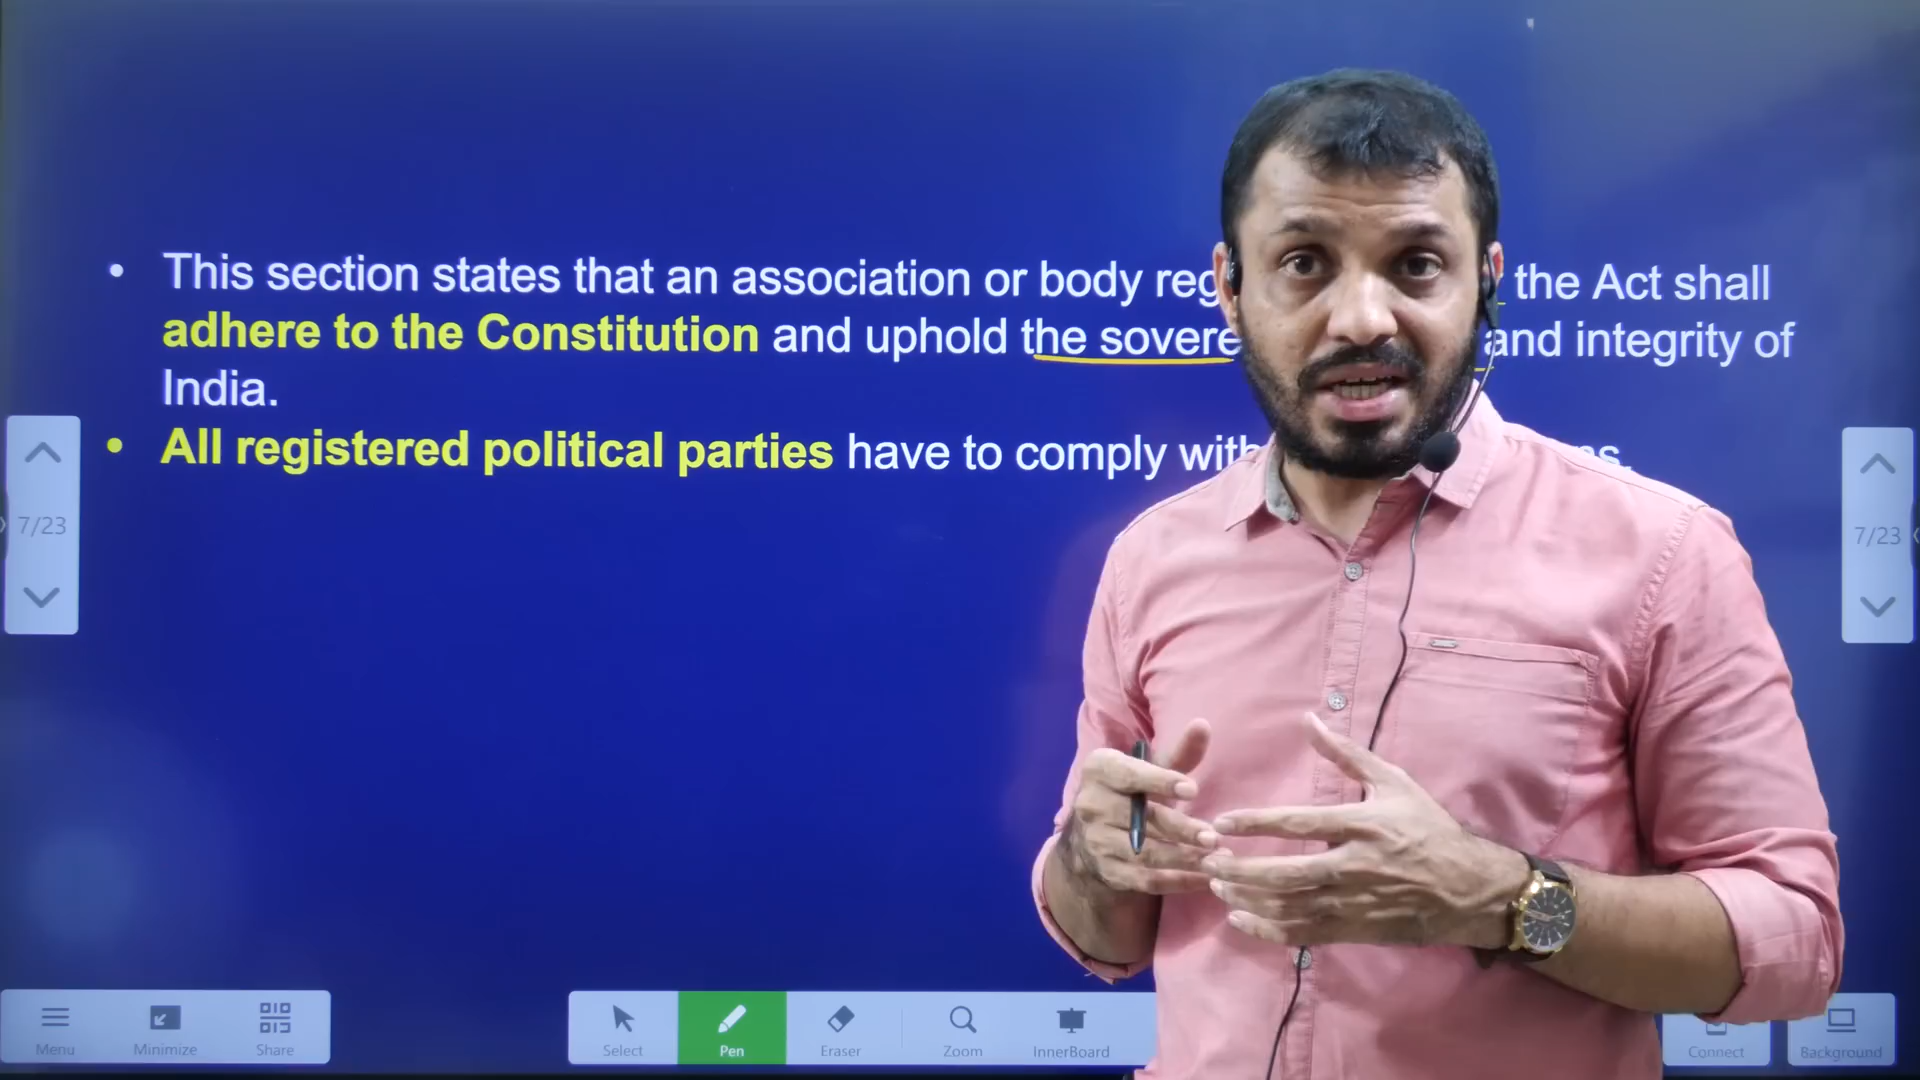 • This section states that an association or body reg the Act shall
adhere to the Constitution and uphold the sovere and integrity of
India.
• All registered political parties have to comply with
7/23
7/23
Menu
Minimize
Share
Select
Pen
Eraser
Zoom
InnerBoard
Connect
Background